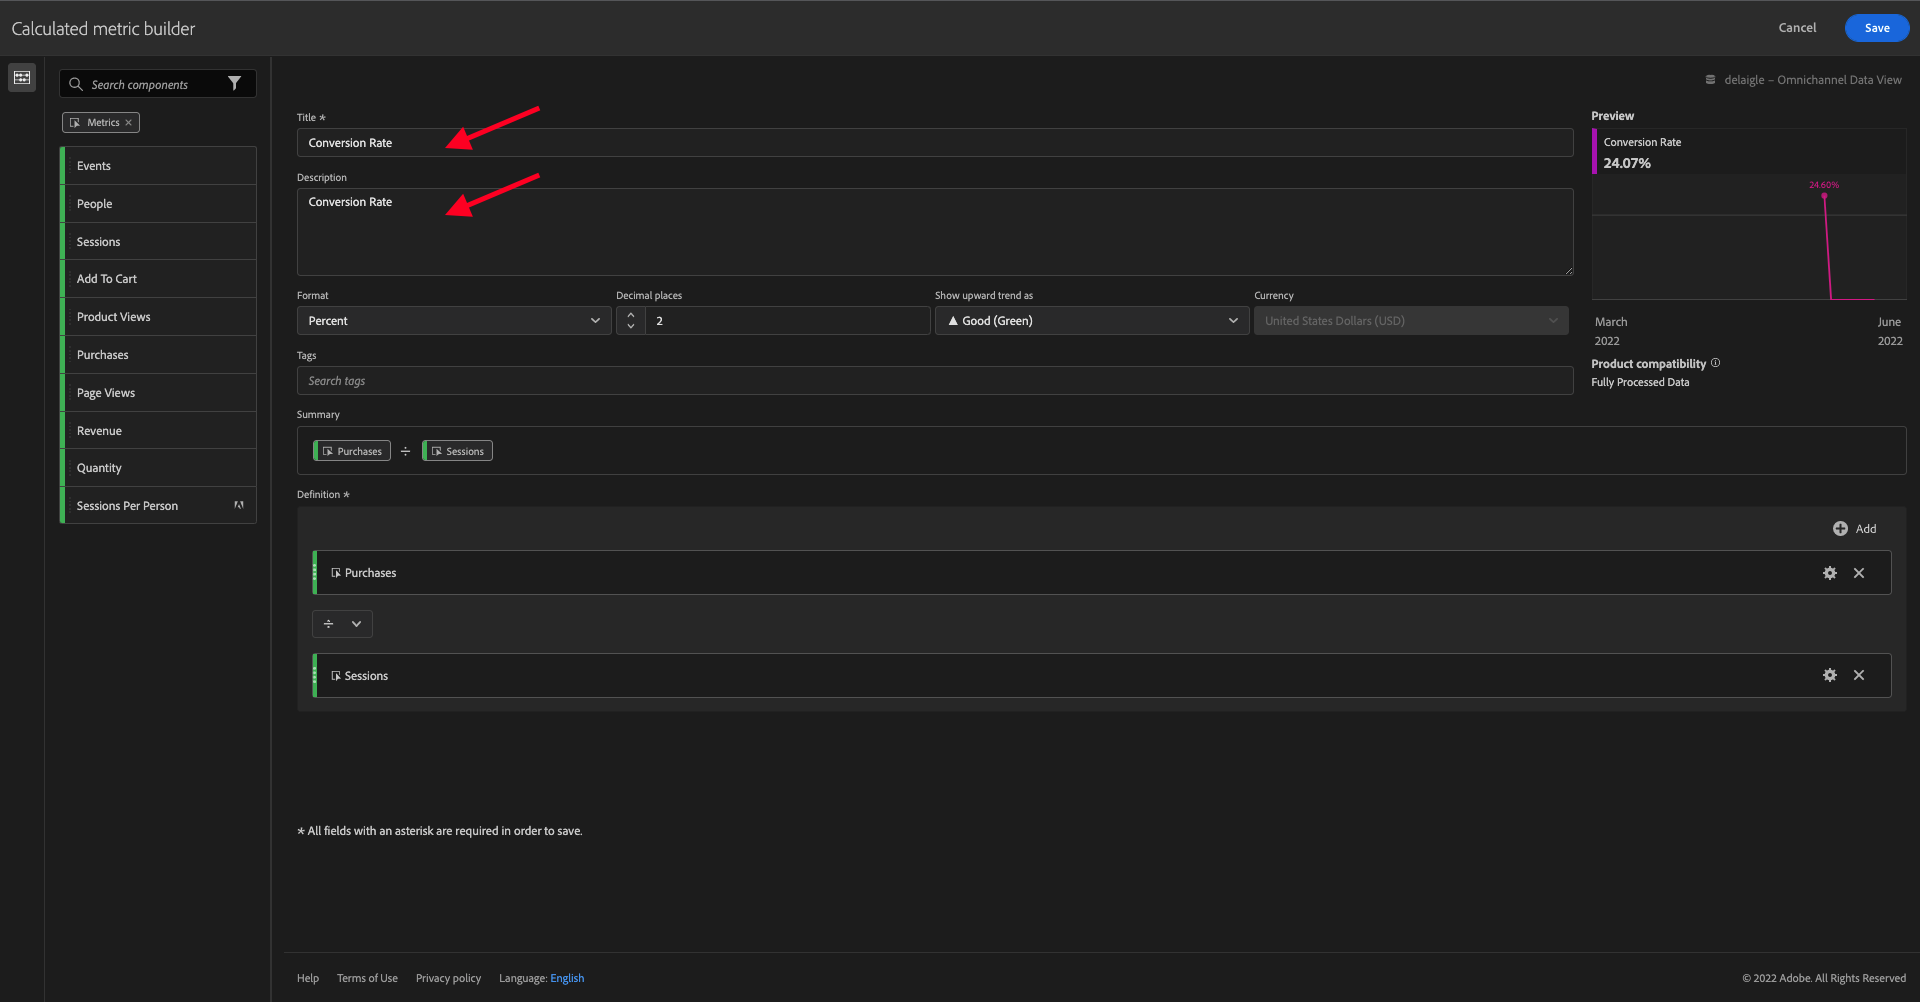 Calculated metric builder
Cancel
Save
Search components
Metrics
Events
People
Sessions
Add To Cart
Product Views
Purchases
Page Views
Revenue
Quantity
Sessions Per Person
delaigle – Omnichannel Data View
Title *
Conversion Rate
Description
Conversion Rate
Format
Decimal places
Show upward trend as
Currency
Percent
2
▲ Good (Green)
United States Dollars (USD)
Tags
Search tags
Summary
Purchases ÷ Sessions
Definition *
Add
Purchases
÷
Sessions
* All fields with an asterisk are required in order to save.
Preview
Conversion Rate
24.07%
24.60%
March
2022
June
2022
Product compatibility
Fully Processed Data
Help
Terms of Use
Privacy policy
Language: English
© 2022 Adobe. All Rights Reserved